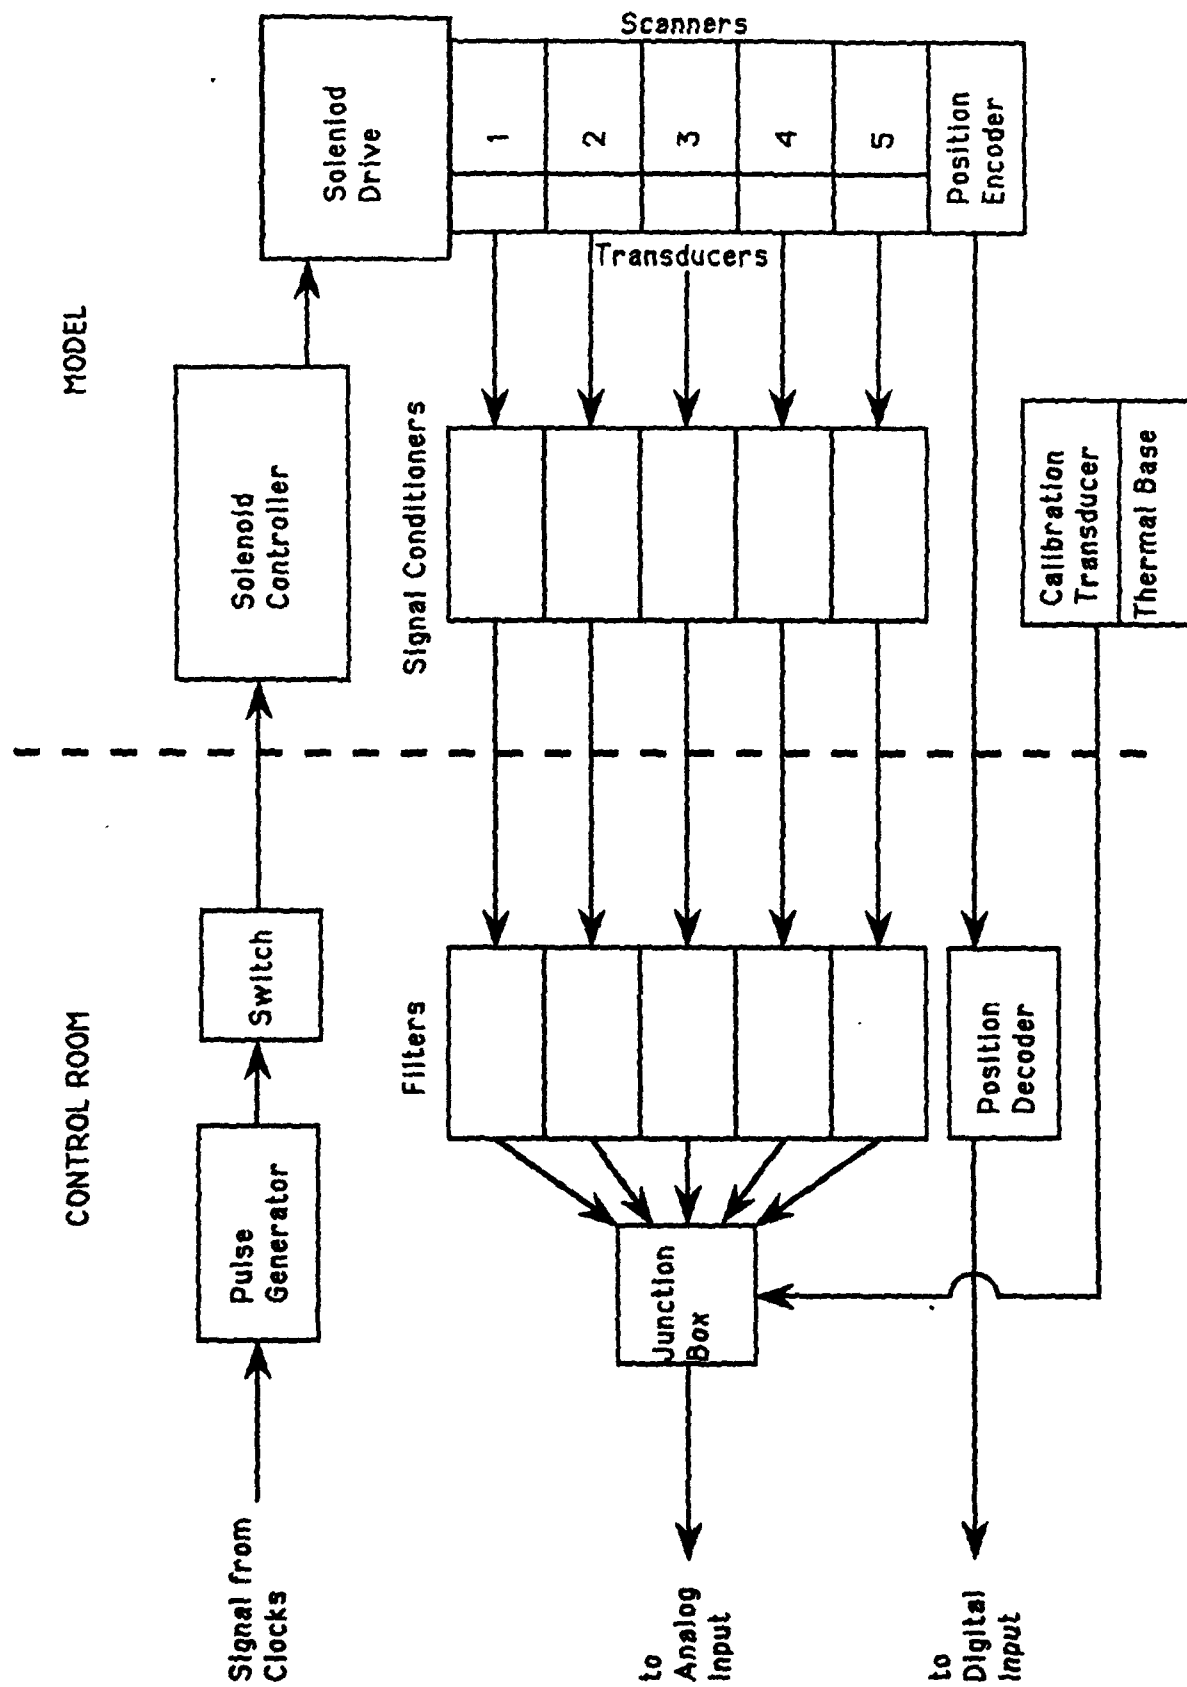 CONTROL ROOM
MODEL
Signal from
Clocks
Pulse
Generator
Switch
Solenoid
Controller
Soleniod
Drive
Filters
Signal Conditioners
Scanners
1
2
3
4
5
Transducers
Position
Encoder
to
Analog
Input
Junction
Box
to
Digital
Input
Position
Decoder
Calibration
Transducer
Thermal Base